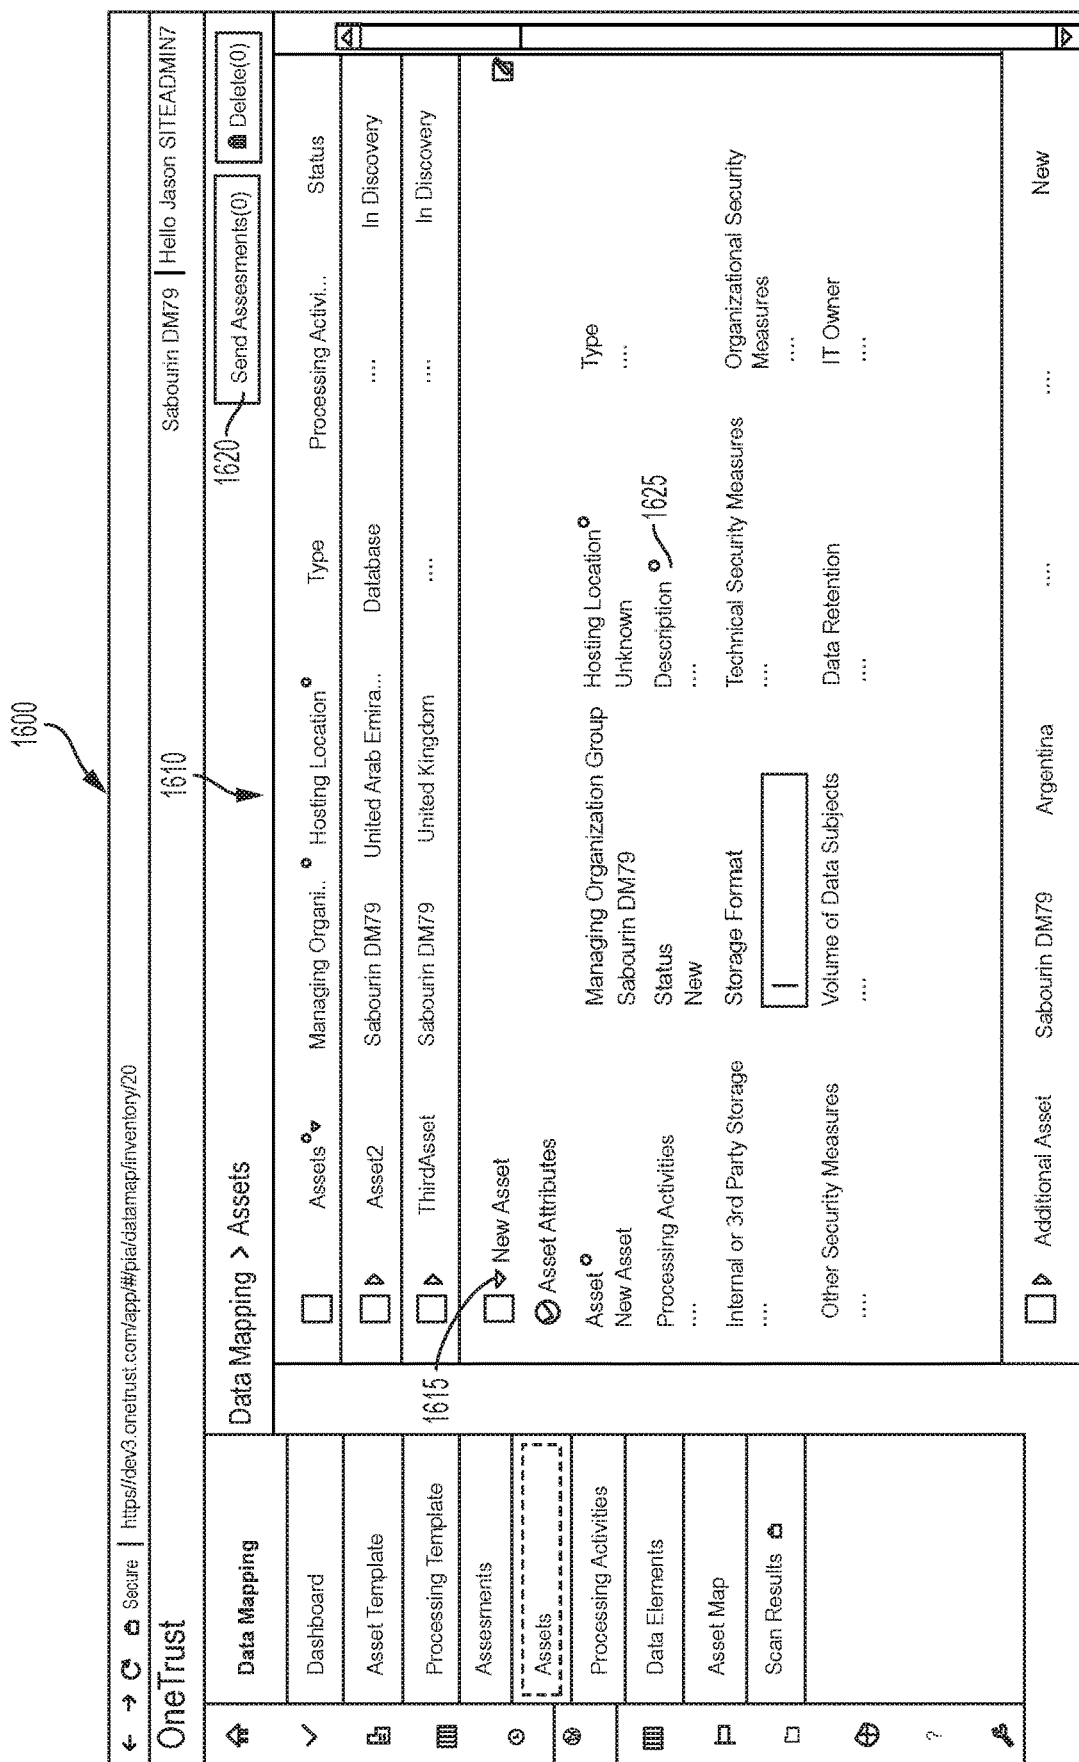 1600
Secure | https//dev3.onetrust.com/app/#/pia/datamap/inventory/20
OneTrust
Sabourin DM79 | Hello Jason SITEADMIN7
1610
Data Mapping
Data Mapping > Assets
1620
Send Assesments(0)
Delete(0)
Dashboard
Asset Template
Processing Template
Assesments
Assets
Processing Activities
Data Elements
Asset Map
Scan Results
?
Assets Managing Organi.. Hosting Location Type Processing Activi... Status
Asset2 Sabourin DM79 United Arab Emira... Database .... In Discovery
ThirdAsset Sabourin DM79 United Kingdom .... .... In Discovery
1615
New Asset
Asset Attributes
Asset Managing Organization Group Hosting Location Type
New Asset Sabourin DM79 Unknown ....
Processing Activities Status Description
1625
.... New ....
Internal or 3rd Party Storage Storage Format Technical Security Measures Organizational Security
Measures
.... .... ....
Other Security Measures Volume of Data Subjects Data Retention IT Owner
.... .... .... ....
Additional Asset Sabourin DM79 Argentina .... .... New